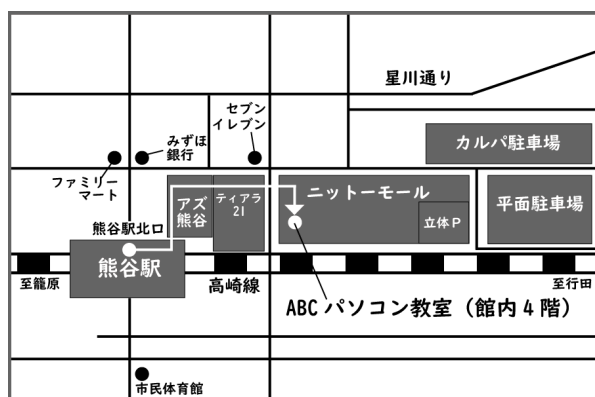 星川通り
セブン
イレブン
みずほ
銀行
カルパ駐車場
ファミリー
マート
アズ
熊谷
ティアラ
21
ニットーモール
立体P
平面駐車場
熊谷駅北口
熊谷駅
至籠原
高崎線
至行田
ABCパソコン教室（館内4階）
市民体育館